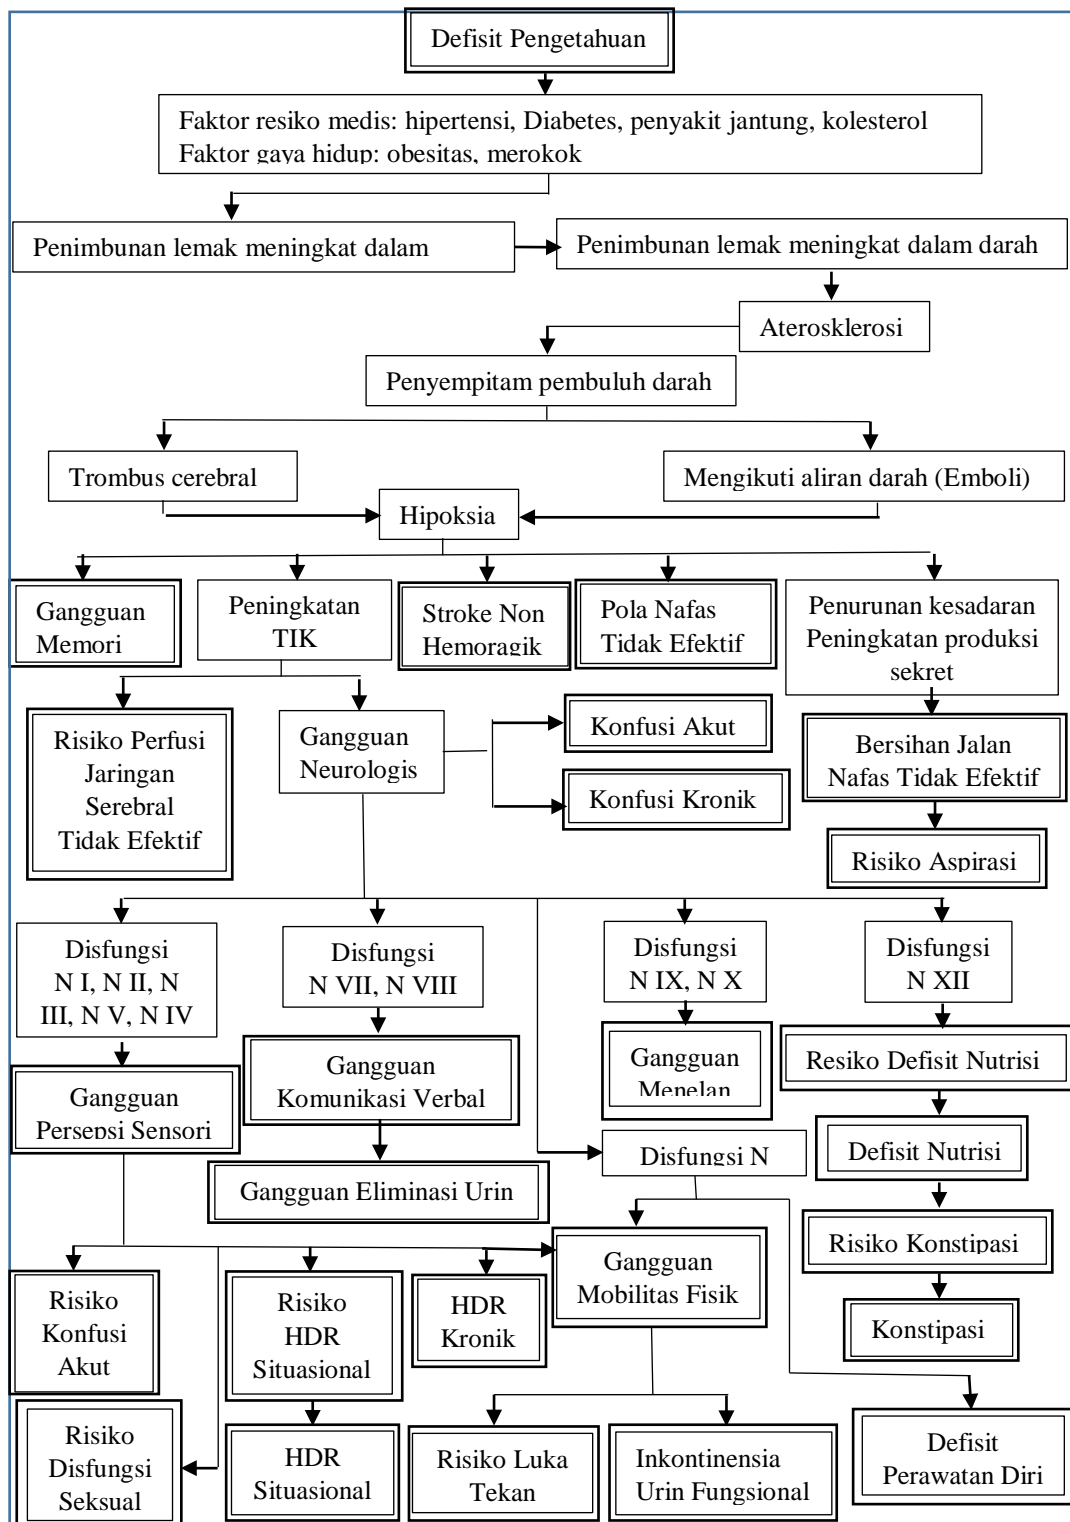 Defisit Pengetahuan
Faktor resiko medis: hipertensi, Diabetes, penyakit jantung, kolesterol
Faktor gaya hidup: obesitas, merokok
Penimbunan lemak meningkat dalam
Penimbunan lemak meningkat dalam darah
Aterosklerosi
Penyempitam pembuluh darah
Trombus cerebral
Mengikuti aliran darah (Emboli)
Hipoksia
Gangguan
Memori
Peningkatan
TIK
Stroke Non
Hemoragik
Pola Nafas
Tidak Efektif
Penurunan kesadaran
Peningkatan produksi
sekret
Risiko Perfusi
Jaringan
Serebral
Tidak Efektif
Gangguan
Neurologis
Konfusi Akut
Konfusi Kronik
Bersihan Jalan
Nafas Tidak Efektif
Risiko Aspirasi
Disfungsi
N I, N II, N
III, N V, N IV
Disfungsi
N VII, N VIII
Disfungsi
N IX, N X
Disfungsi
N XII
Gangguan
Persepsi Sensori
Gangguan
Komunikasi Verbal
Gangguan
Menelan
Resiko Defisit Nutrisi
Disfungsi N
Defisit Nutrisi
Gangguan Eliminasi Urin
Risiko Konstipasi
Gangguan
Mobilitas Fisik
Risiko
Konfusi
Akut
Risiko
HDR
Situasional
HDR
Kronik
Konstipasi
Risiko
Disfungsi
Seksual
HDR
Situasional
Risiko Luka
Tekan
Inkontinensia
Urin Fungsional
Defisit
Perawatan Diri